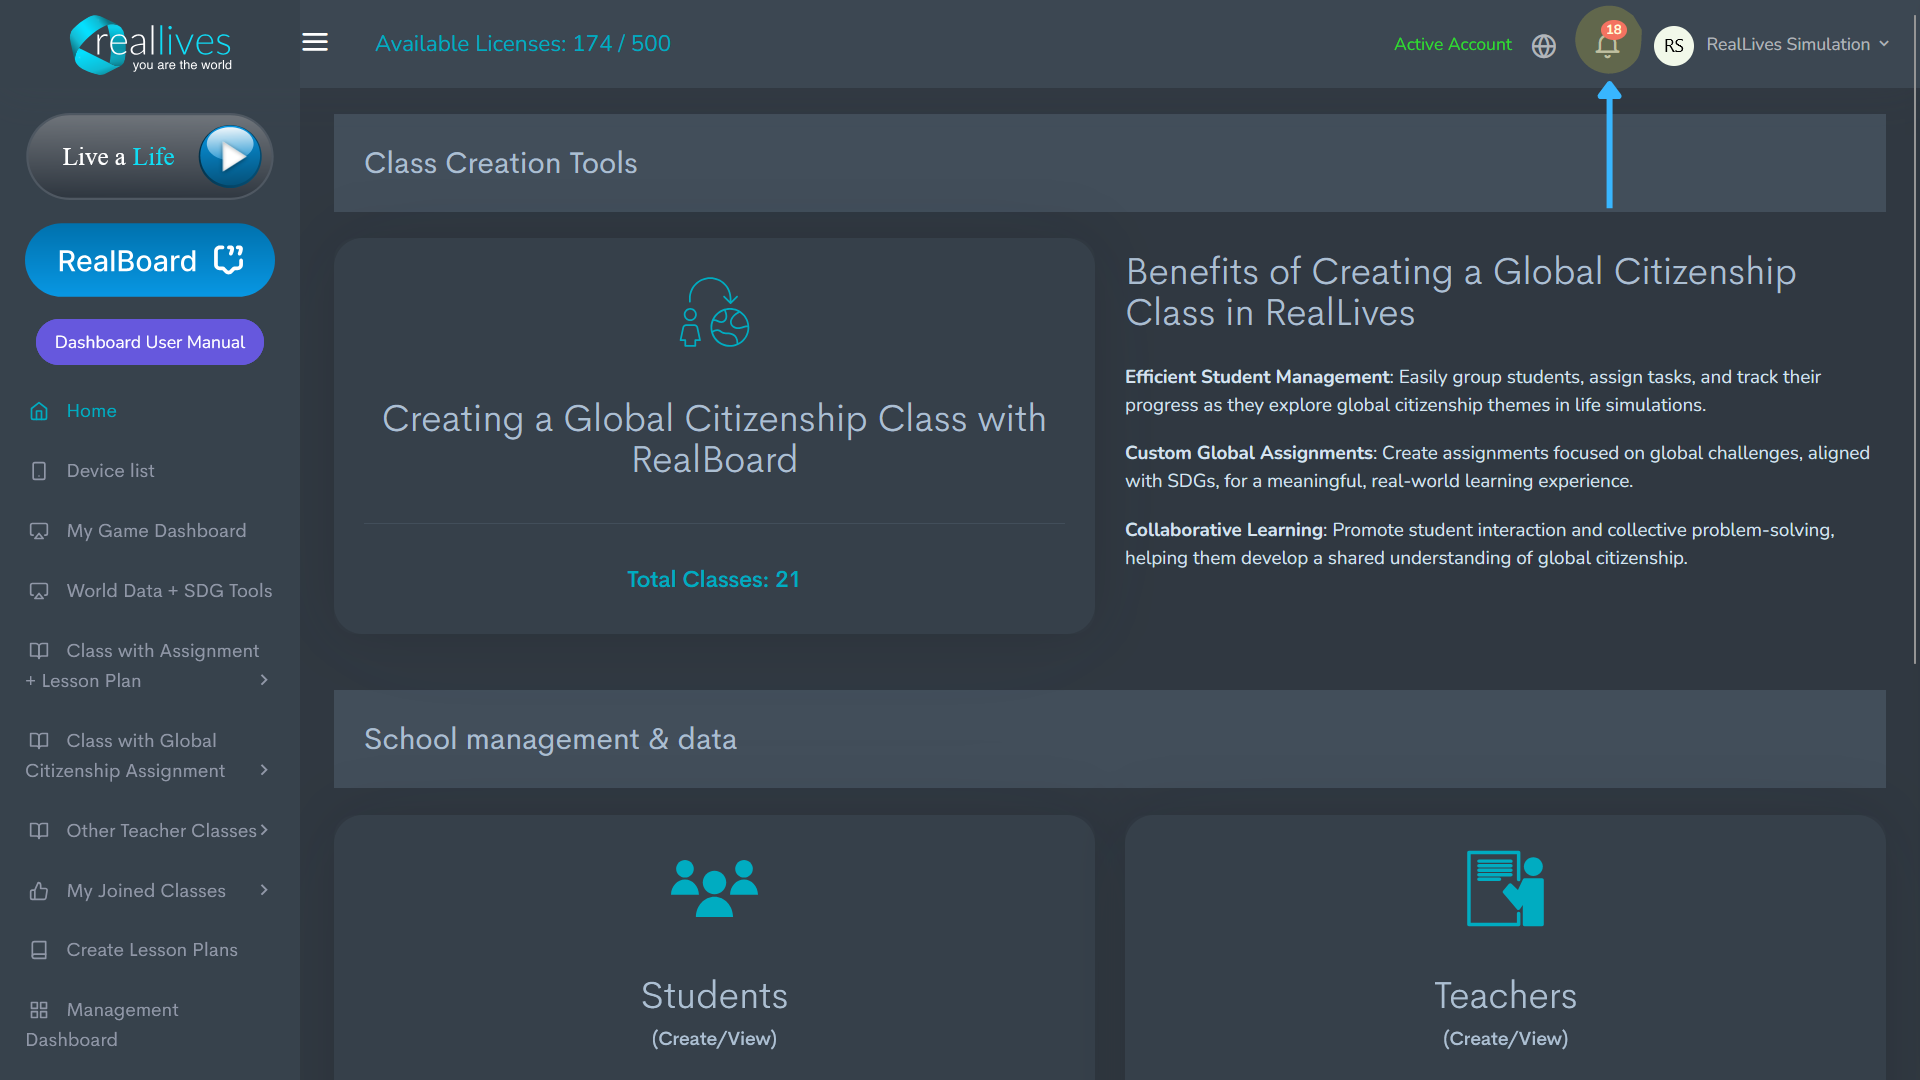 reallives
you are the world
Available Licenses: 174 / 500
Active Account
18
RS
RealLives Simulation
Live a Life
RealBoard
Dashboard User Manual
Home
Device list
My Game Dashboard
World Data + SDG Tools
Class with Assignment
+ Lesson Plan
Class with Global
Citizenship Assignment
Other Teacher Classes
My Joined Classes
Create Lesson Plans
Management
Dashboard
Class Creation Tools
Creating a Global Citizenship Class with
RealBoard
Total Classes: 21
Benefits of Creating a Global Citizenship
Class in RealLives
Efficient Student Management: Easily group students, assign tasks, and track their
progress as they explore global citizenship themes in life simulations.
Custom Global Assignments: Create assignments focused on global challenges, aligned
with SDGs, for a meaningful, real-world learning experience.
Collaborative Learning: Promote student interaction and collective problem-solving,
helping them develop a shared understanding of global citizenship.
School management & data
Students
(Create/View)
Teachers
(Create/View)